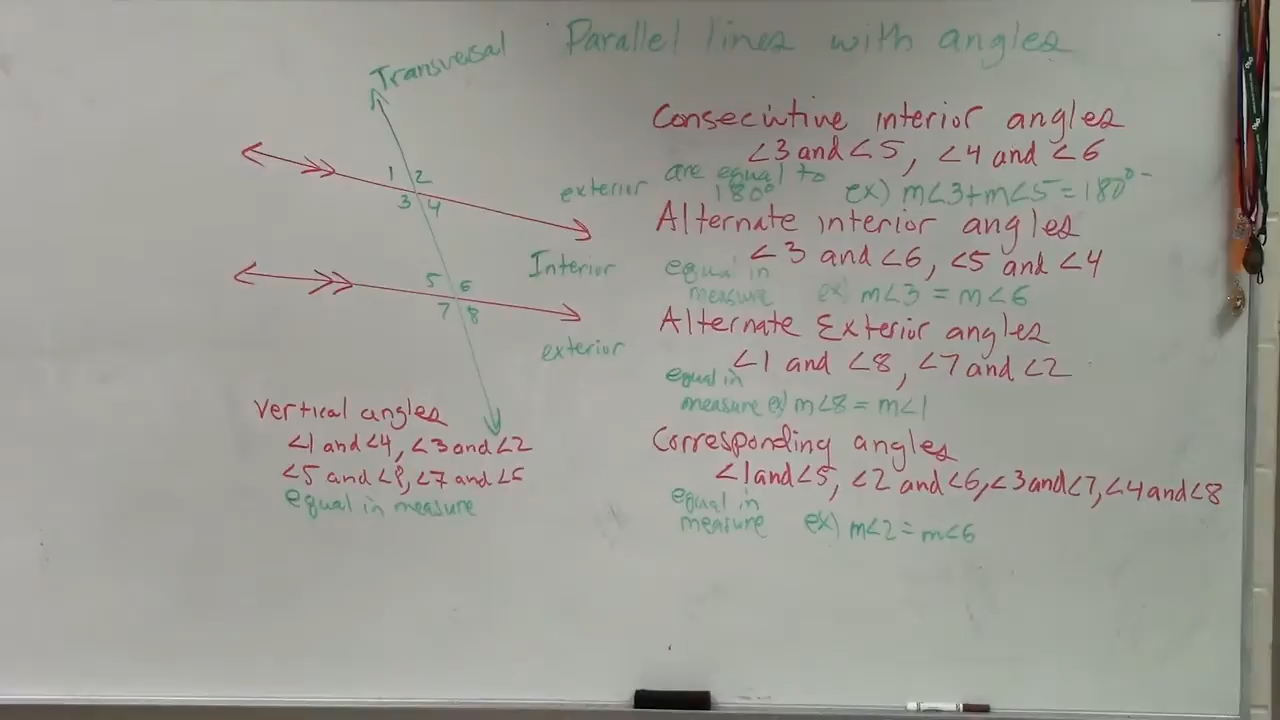 Parallel lines with angles
Transversal
1 2
3 4
exterior
5 6
7 8
Interior
exterior
Vertical angles
∠1 and ∠4, ∠3 and ∠2
∠5 and ∠8, ∠7 and ∠6
equal in measure
Consecutive interior angles
∠3 and ∠5, ∠4 and ∠6
are equal to
180° ex) m∠3+m∠5=180°
Alternate interior angles
∠3 and ∠6, ∠5 and ∠4
equal in
measure ex) m∠3 = m∠6
Alternate Exterior angles
∠1 and ∠8, ∠7 and ∠2
equal in
measure ex) m∠8 = m∠1
Corresponding angles
∠1 and ∠5, ∠2 and ∠6, ∠3 and ∠7, ∠4 and ∠8
equal in
measure ex) m∠2 = m∠6